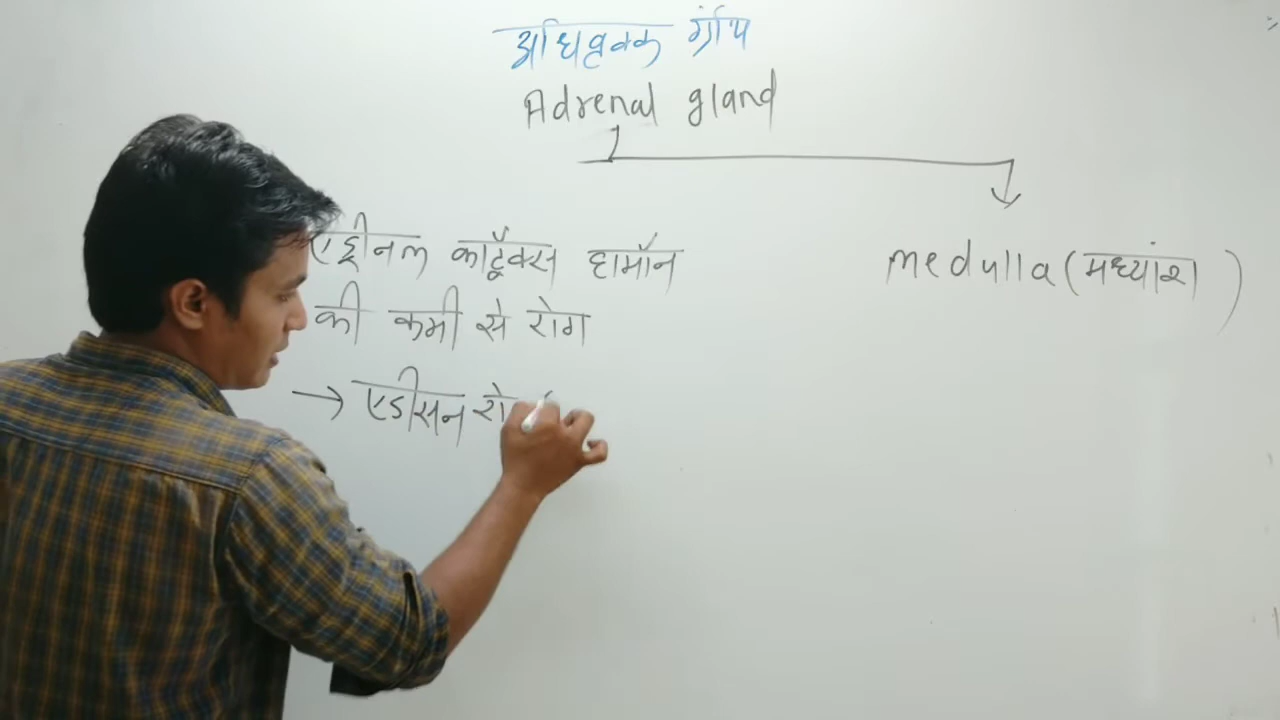 अधिवृक्क ग्रंथि
Adrenal gland
एड्रीनल कार्टेक्स हार्मोन
की कमी से रोग
→ एडीसन रो
medulla (मध्यांश)